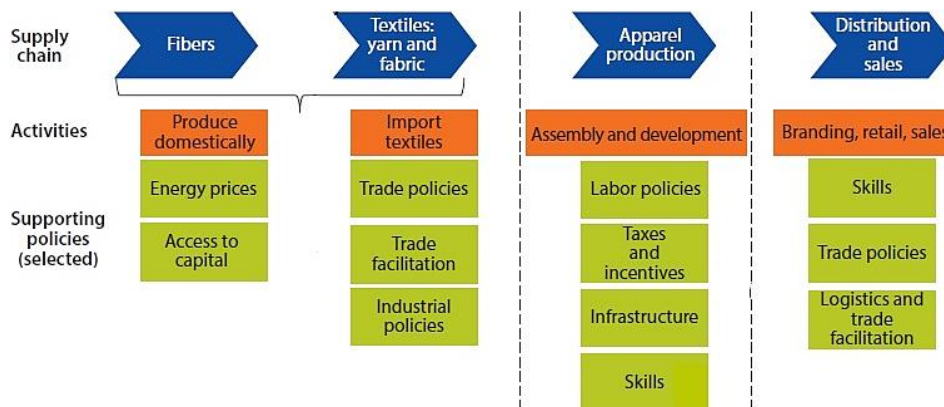 Supply
chain
Fibers
Textiles:
yarn and
fabric
Apparel
production
Distribution
and
sales
Activities
Produce
domestically
Import
textiles
Assembly and development
Branding, retail, sales
Supporting
policies
(selected)
Energy prices
Access to
capital
Trade policies
Trade
facilitation
Industrial
policies
Labor policies
Taxes
and
incentives
Infrastructure
Skills
Skills
Trade policies
Logistics and
trade
facilitation